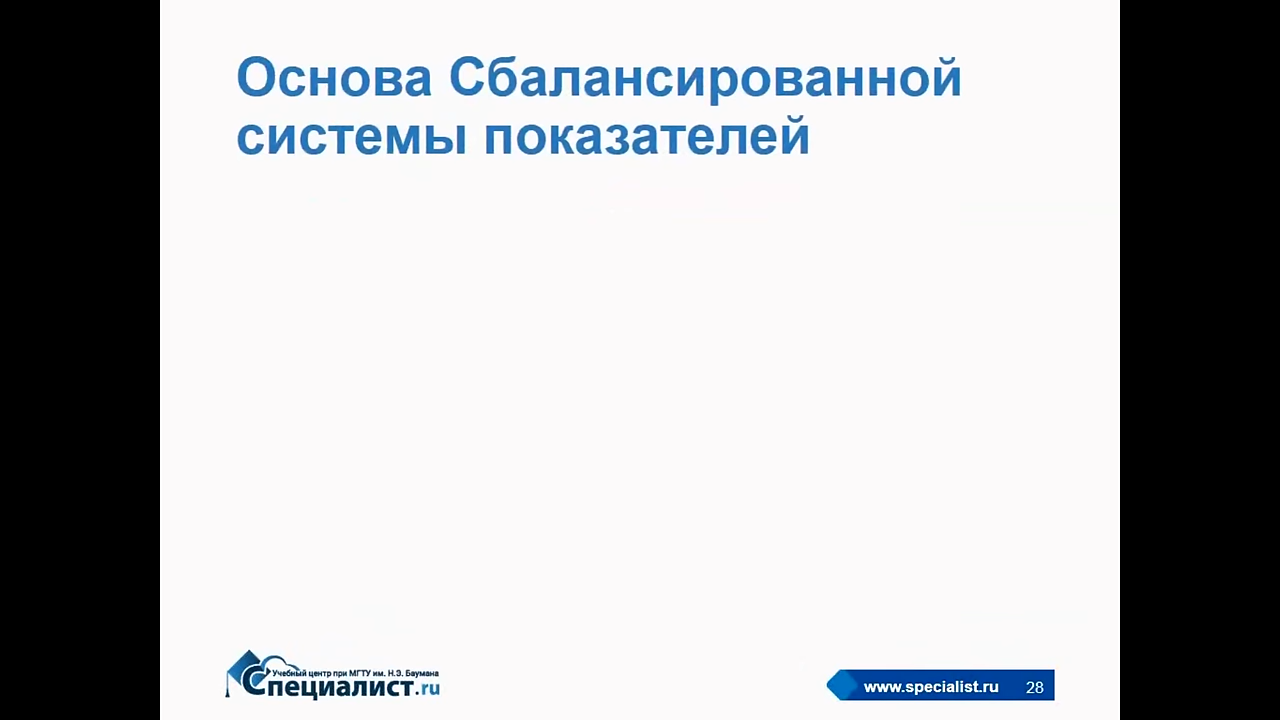 Основа Сбалансированной
системы показателей
Учебный центр при МГТУ им. Н.Э. Баумана
Специалист.ru
www.specialist.ru 28